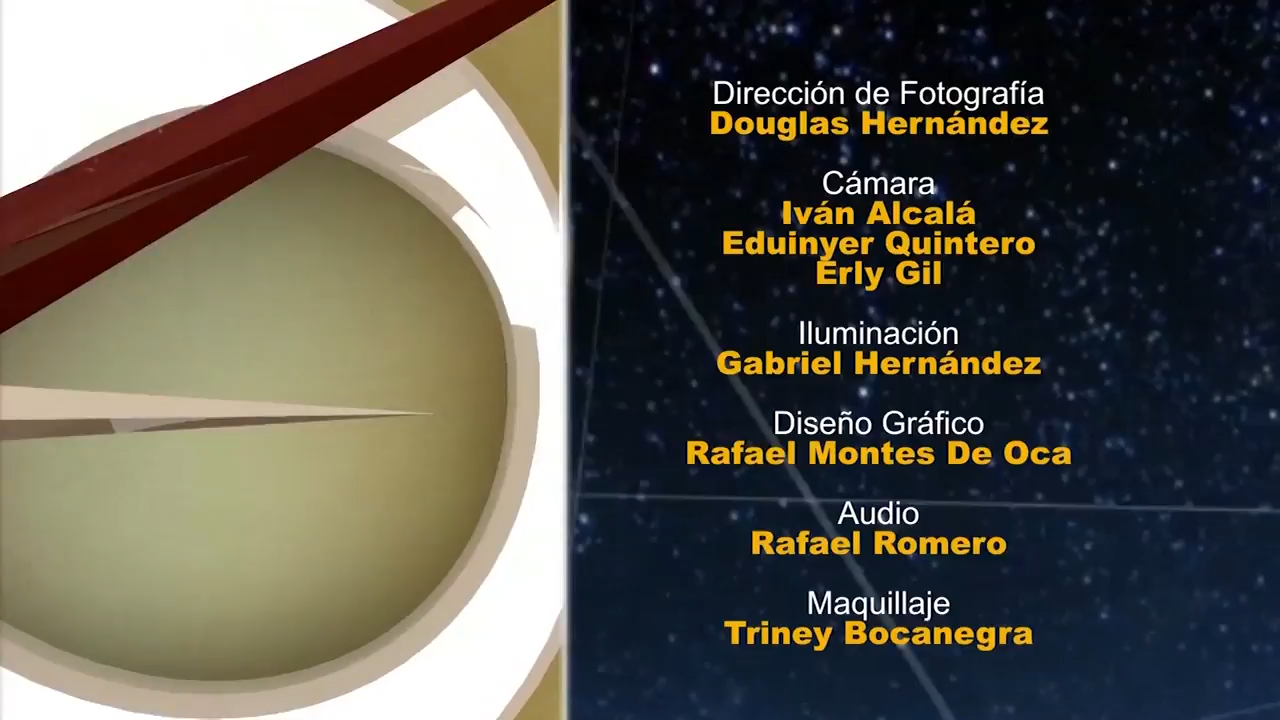 Dirección de Fotografía
Douglas Hernández
Cámara
Iván Alcalá
Eduinyer Quintero
Erly Gil
Iluminación
Gabriel Hernández
Diseño Gráfico
Rafael Montes De Oca
Audio
Rafael Romero
Maquillaje
Triney Bocanegra